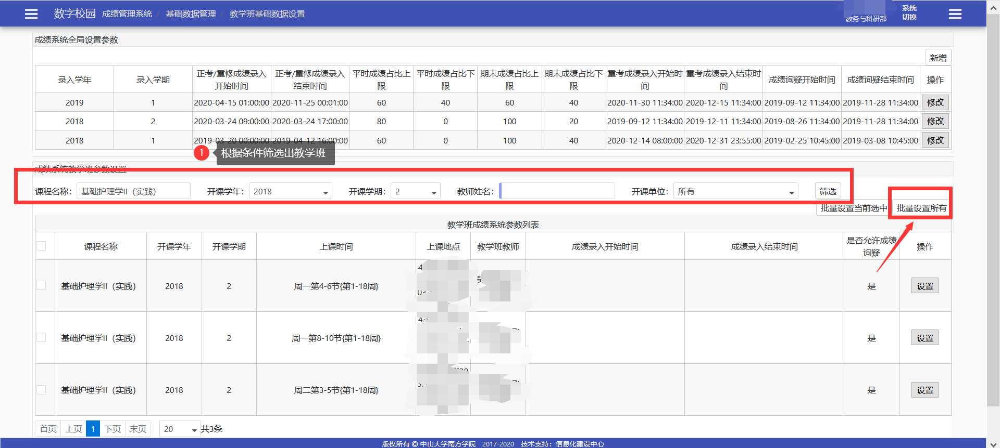 数字校园 成绩管理系统 / 基础数据管理 / 教学班基础数据设置
教务与科研部
系统
切换
成绩系统全局设置参数
新增
录入学年 录入学期 正考/重修成绩录入开始时间 正考/重修成绩录入结束时间 平时成绩占比上限 平时成绩占比下限 期末成绩占比上限 期末成绩占比下限 重考成绩录入开始时间 重考成绩录入结束时间 成绩询疑开始时间 成绩询疑结束时间 操作
2019 1 2020-04-15 01:00:00 2020-11-25 00:01:00 60 40 60 40 2020-11-30 11:34:00 2020-12-15 11:34:00 2019-09-12 11:34:00 2019-11-28 11:34:00 修改
2018 2 2020-03-24 09:00:00 2020-03-24 17:00:00 80 0 100 20 2019-09-12 11:34:00 2019-12-11 11:34:00 2019-08-26 11:34:00 2019-11-28 11:34:00 修改
2018 1 2019-03-20 00:00:00 2019-04-12 16:00:00 60 0 100 40 2020-12-14 08:00:00 2020-12-31 23:55:00 2019-02-25 10:45:00 2019-03-08 10:45:00 修改
1 根据条件筛选出教学班
成绩系统教学班参数设置
课程名称: 基础护理学II（实践） 开课学年: 2018 开课学期: 2 教师姓名: 开课单位: 所有 筛选
批量设置当前选中 批量设置所有
教学班成绩系统参数列表
课程名称 开课学年 开课学期 上课时间 上课地点 教学班教师 成绩录入开始时间 成绩录入结束时间 是否允许成绩询疑 操作
基础护理学II（实践） 2018 2 周一第4-6节{第1-18周} 是 设置
基础护理学II（实践） 2018 2 周一第8-10节{第1-18周} 是 设置
基础护理学II（实践） 2018 2 周二第3-5节{第1-18周} 是 设置
首页 上页 1 下页 末页 20 共3条
版权所有 © 中山大学南方学院 2017-2020 技术支持：信息化建设中心